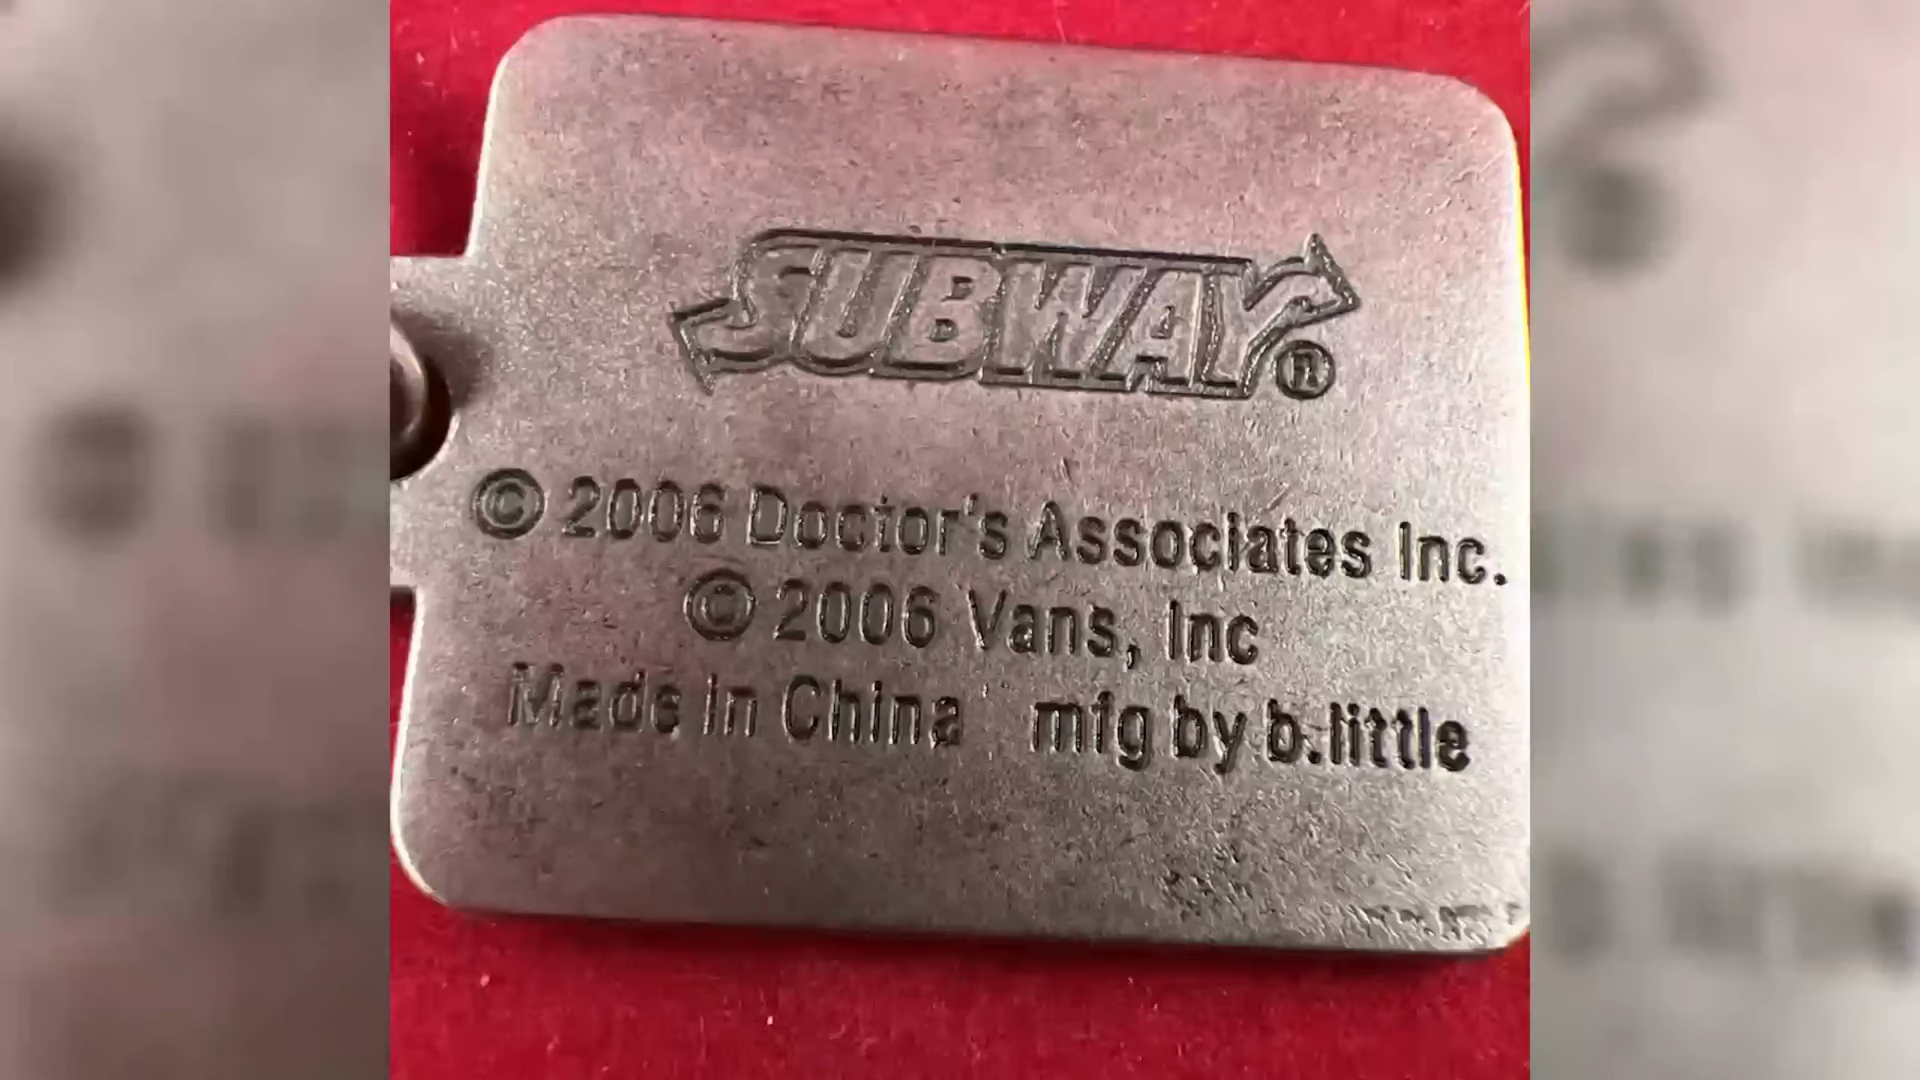 SUBWAY®
© 2006 Doctor's Associates Inc.
© 2006 Vans, Inc
Made in China mfg by b.little